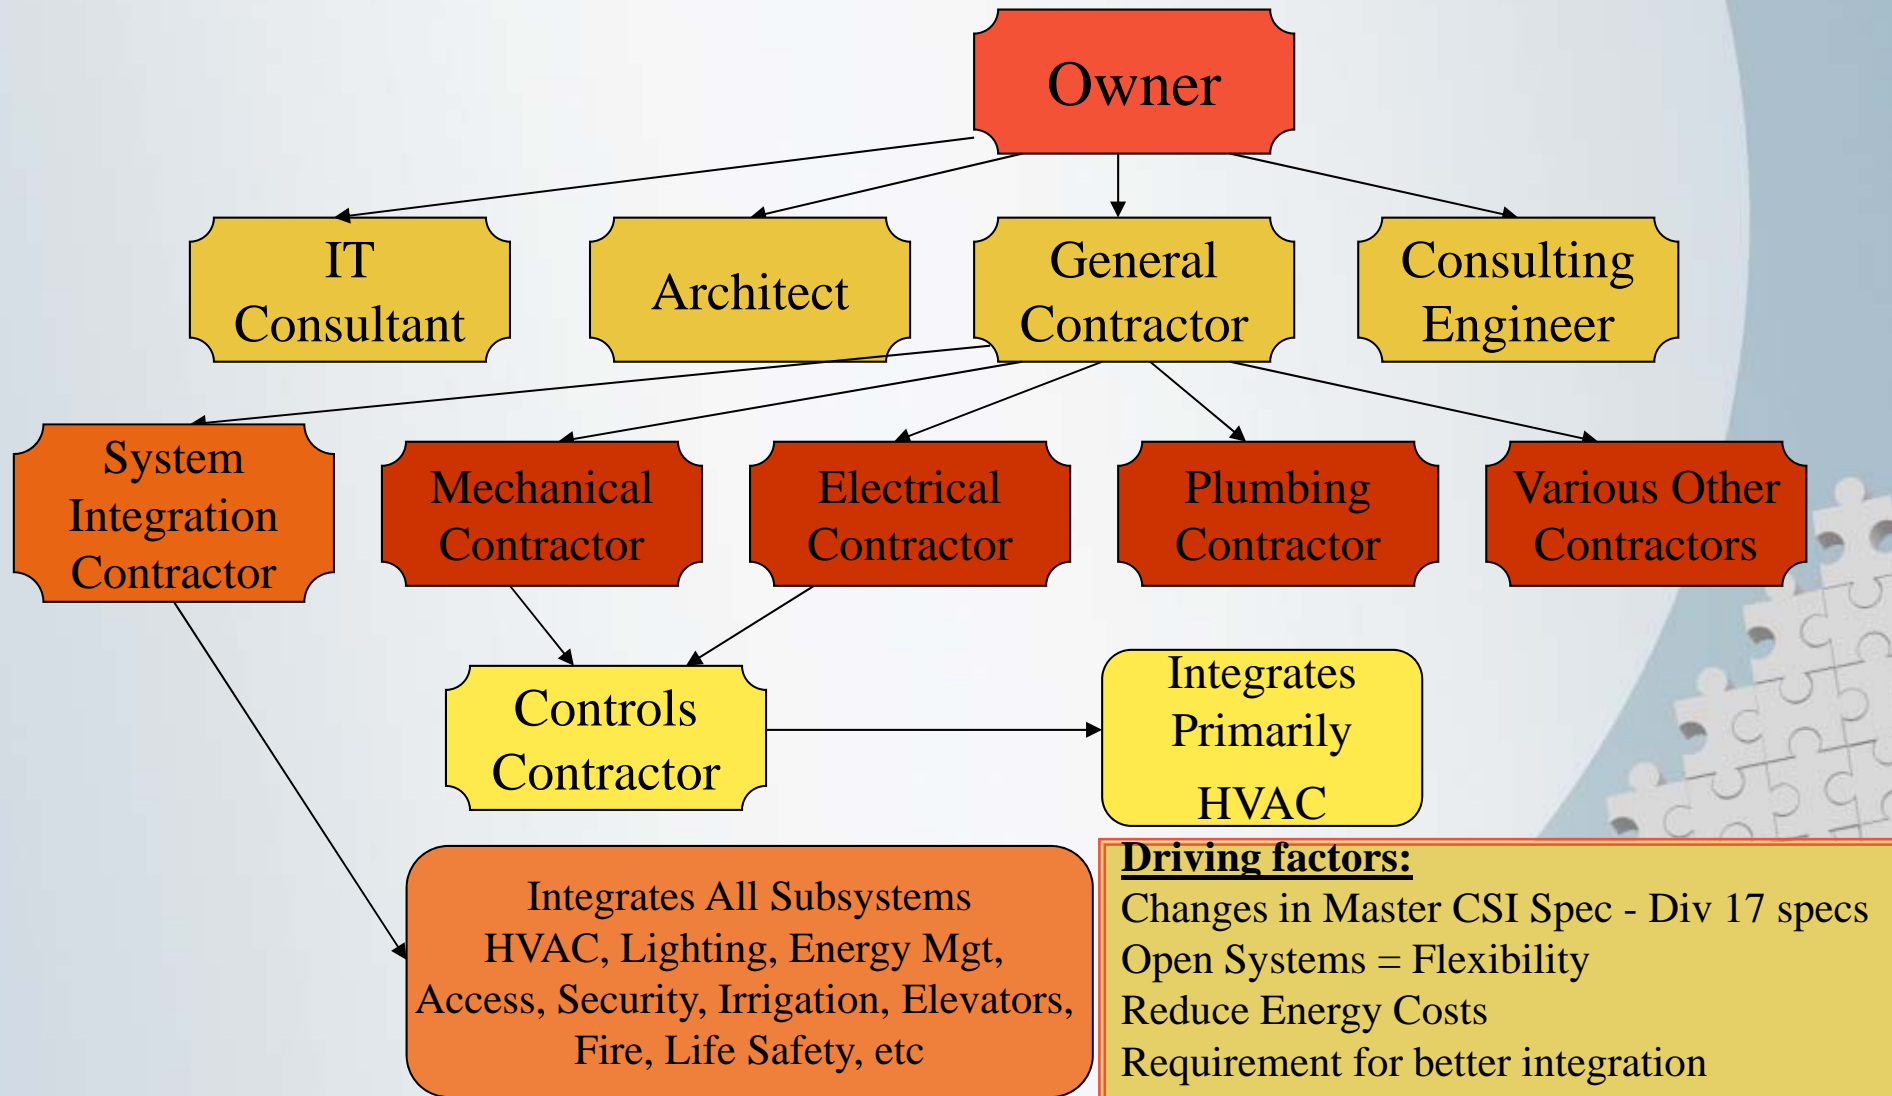 Owner
IT
Consultant
Architect
General
Contractor
Consulting
Engineer
System
Integration
Contractor
Mechanical
Contractor
Electrical
Contractor
Plumbing
Contractor
Various Other
Contractors
Controls
Contractor
Integrates
Primarily
HVAC
Integrates All Subsystems
HVAC, Lighting, Energy Mgt,
Access, Security, Irrigation, Elevators,
Fire, Life Safety, etc
Driving factors:
Changes in Master CSI Spec - Div 17 specs
Open Systems = Flexibility
Reduce Energy Costs
Requirement for better integration